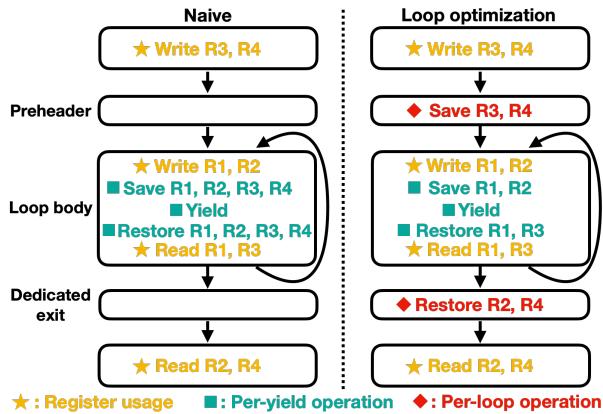 Naive
Loop optimization
★ Write R3, R4
★ Write R3, R4
Preheader
◆ Save R3, R4
Loop body
★ Write R1, R2
■ Save R1, R2, R3, R4
■ Yield
■ Restore R1, R2, R3, R4
★ Read R1, R3
★ Write R1, R2
■ Save R1, R2
■ Yield
■ Restore R1, R3
★ Read R1, R3
Dedicated
exit
◆ Restore R2, R4
★ Read R2, R4
★ Read R2, R4
★ : Register usage ■ : Per-yield operation ◆ : Per-loop operation